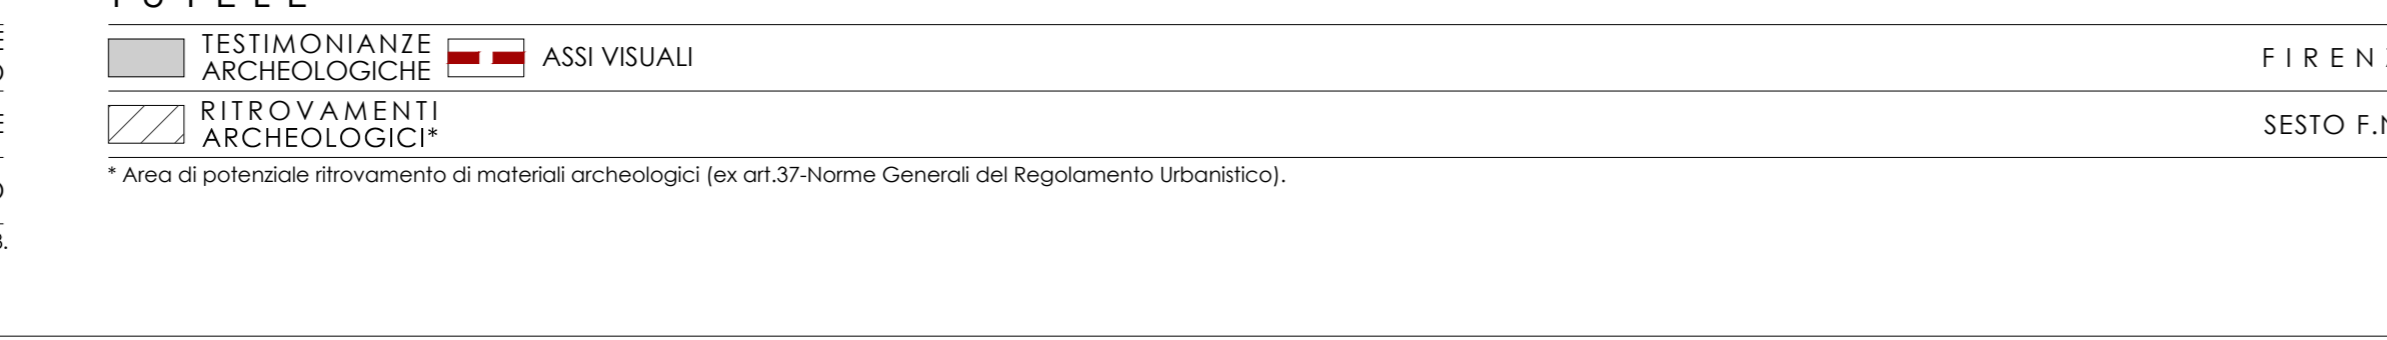 TESTIMONIANZE
ARCHEOLOGICHE
ASSI VISUALI
RITROVAMENTI
ARCHEOLOGICI*
SESTO F.
* Area di potenziale ritrovamento di materiali archeologici (ex art.37-Norme Generali del Regolamento Urbanistico).